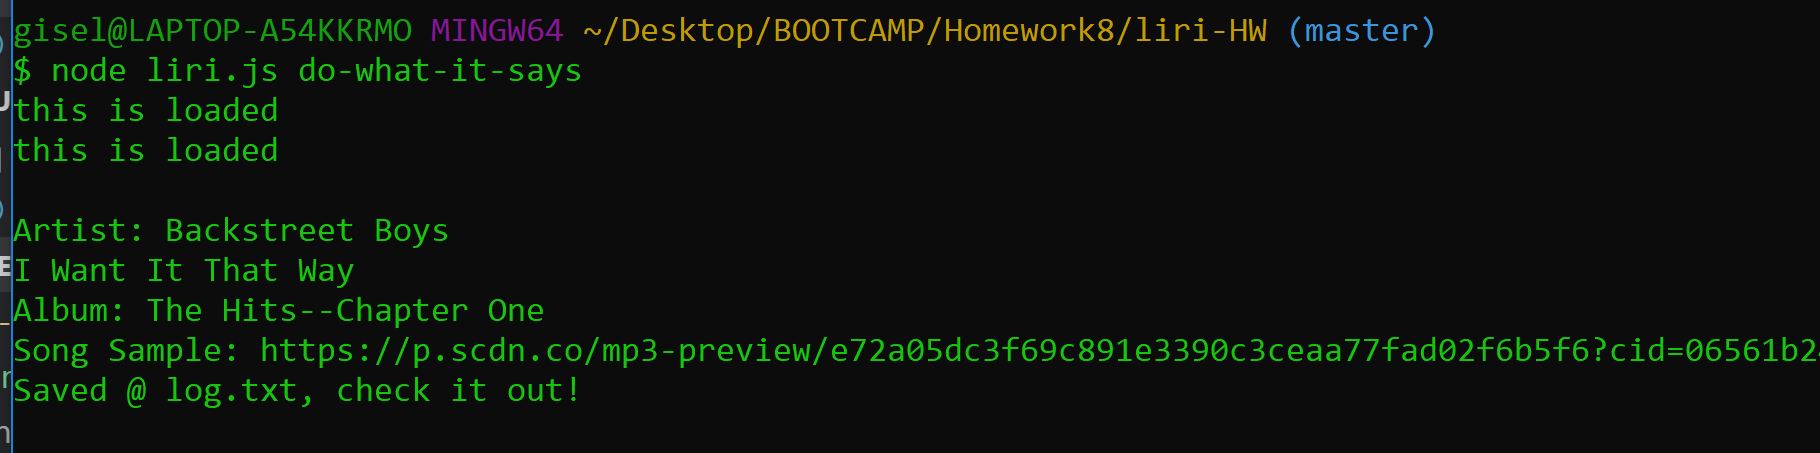 gisel@LAPTOP-A54KKRMO MINGW64 ~/Desktop/BOOTCAMP/Homework8/liri-HW (master)
$ node liri.js do-what-it-says
this is loaded
this is loaded
Artist: Backstreet Boys
I Want It That Way
Album: The Hits--Chapter One
Song Sample: https://p.scdn.co/mp3-preview/e72a05dc3f69c891e3390c3ceaa77fad02f6b5f6?cid=06561b2
Saved @ log.txt, check it out!